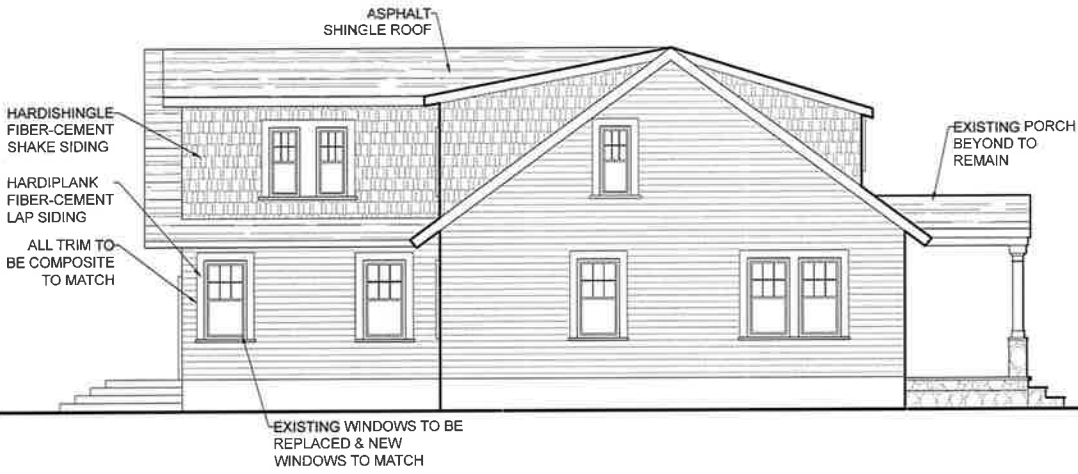 ASPHALT
SHINGLE ROOF
HARDISHINGLE
FIBER-CEMENT
SHAKE SIDING
HARDIPLANK
FIBER-CEMENT
LAP SIDING
ALL TRIM TO
BE COMPOSITE
TO MATCH
EXISTING PORCH
BEYOND TO
REMAIN
EXISTING WINDOWS TO BE
REPLACED & NEW
WINDOWS TO MATCH